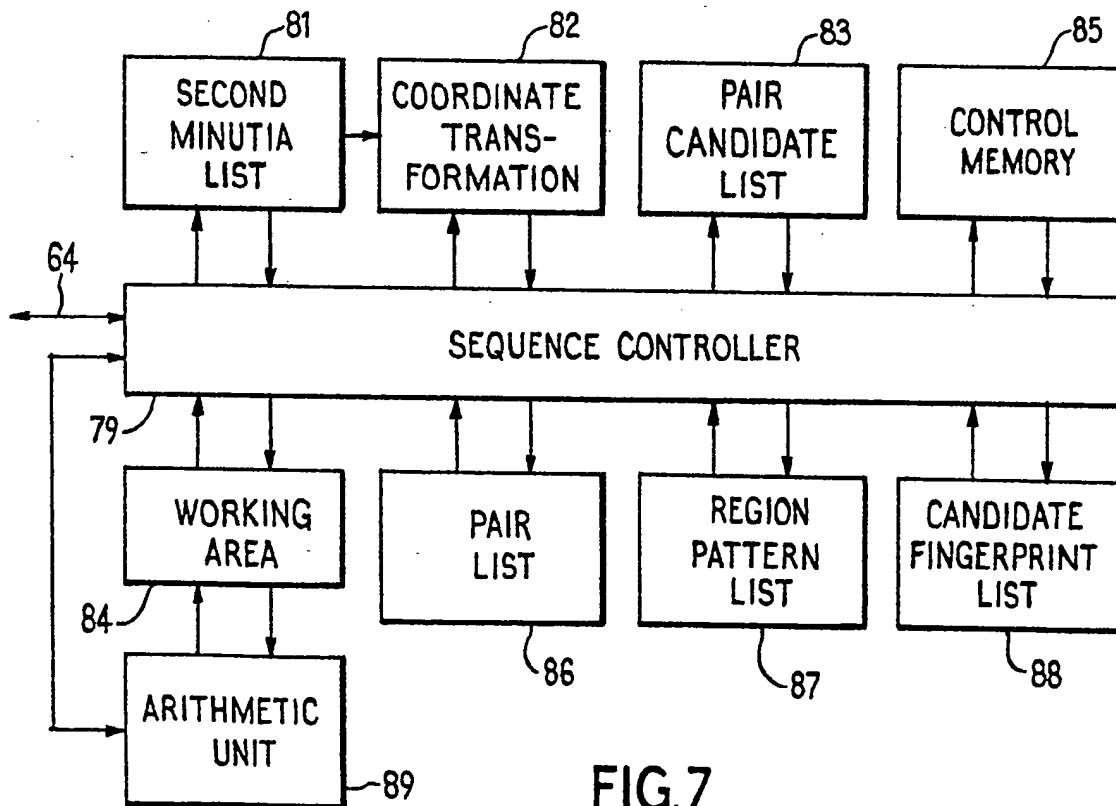 81
82
83
85
SECOND
MINUTIA
LIST
COORDINATE
TRANS-
FORMATION
PAIR
CANDIDATE
LIST
CONTROL
MEMORY
64
SEQUENCE CONTROLLER
79
WORKING
AREA
PAIR
LIST
REGION
PATTERN
LIST
CANDIDATE
FINGERPRINT
LIST
84
86
87
88
ARITHMETIC
UNIT
89
FIG.7